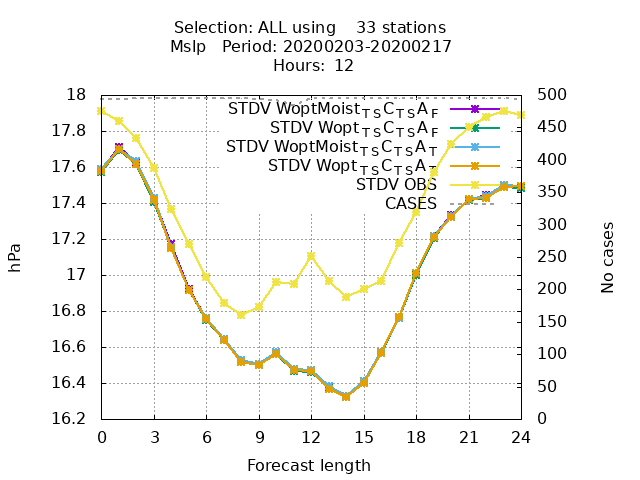 Selection: ALL using 33 stations
Mslp Period: 20200203-20200217
Hours: 12
STDV WoptMoist_TS C_TS A_F
STDV Wopt_TS C_TS A_F
STDV WoptMoist_TS C_TS A_T
STDV Wopt_TS C_TS A_T
STDV OBS
CASES
18
17.8
17.6
17.4
17.2
17
16.8
16.6
16.4
16.2
hPa
500
450
400
350
300
250
200
150
100
50
0
No cases
0 3 6 9 12 15 18 21 24
Forecast length